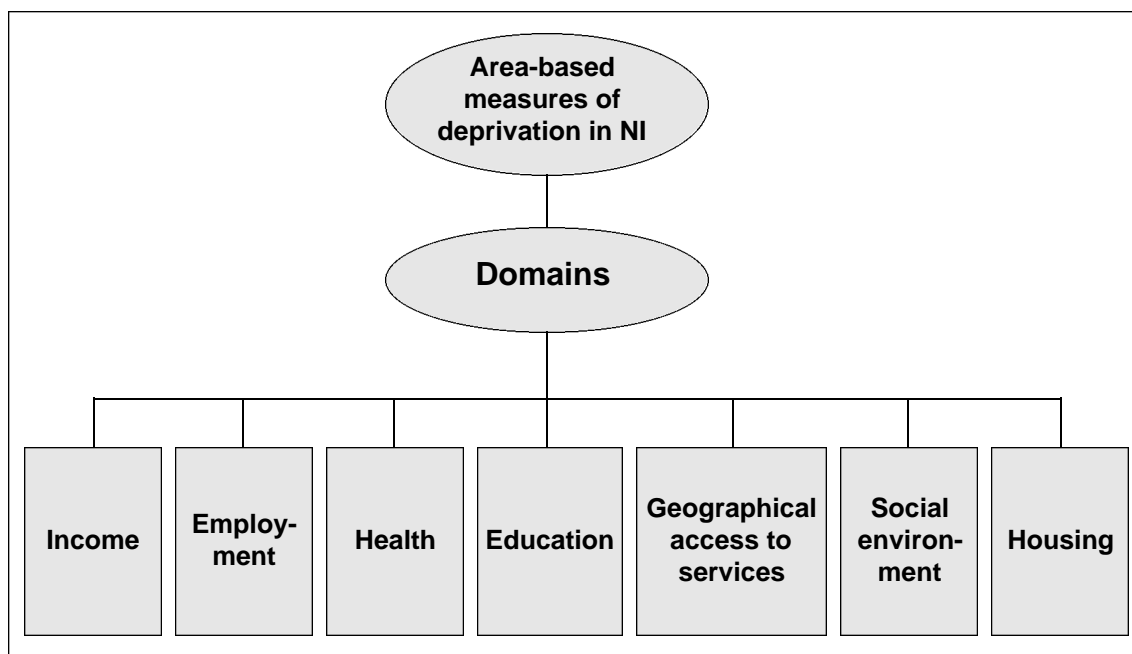 Area-based
measures of
deprivation in NI
Domains
Income
Employ-
ment
Health
Education
Geographical
access to
services
Social
environ-
ment
Housing